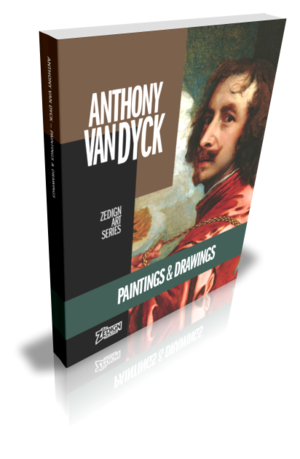 ANTHONY
VAN DYCK
ZEDIGN
ART
SERIES
PAINTINGS & DRAWINGS
ZEDIGN
ANTHONY VAN DYCK – PAINTINGS & DRAWINGS